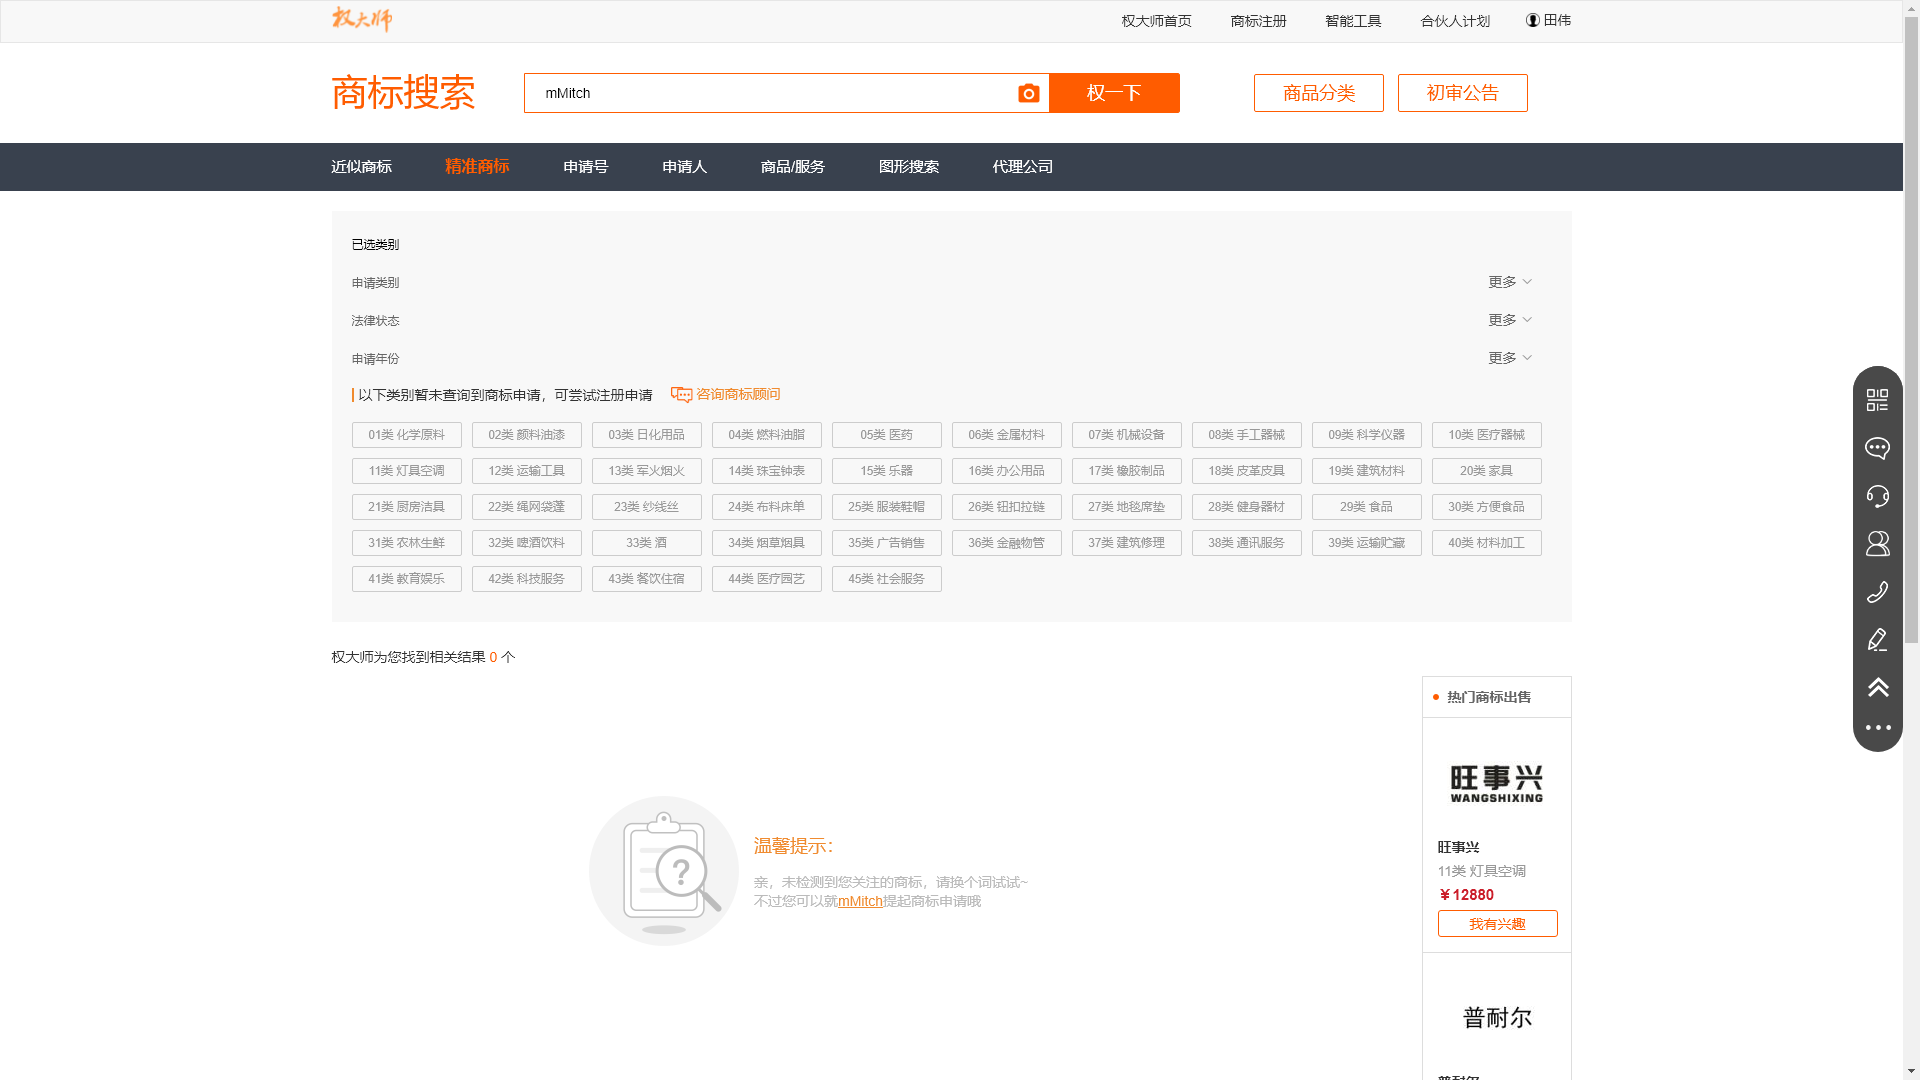 权大师
权大师首页
商标注册
智能工具
合伙人计划
田伟
商标搜索
mMitch
权一下
商品分类
初审公告
近似商标
精准商标
申请号
申请人
商品/服务
图形搜索
代理公司
已选类别
申请类别
更多
法律状态
更多
申请年份
更多
以下类别暂未查询到商标申请，可尝试注册申请
咨询商标顾问
01类 化学原料
02类 颜料油漆
03类 日化用品
04类 燃料油脂
05类 医药
06类 金属材料
07类 机械设备
08类 手工器械
09类 科学仪器
10类 医疗器械
11类 灯具空调
12类 运输工具
13类 军火烟火
14类 珠宝钟表
15类 乐器
16类 办公用品
17类 橡胶制品
18类 皮革皮具
19类 建筑材料
20类 家具
21类 厨房洁具
22类 绳网袋蓬
23类 纱线丝
24类 布料床单
25类 服装鞋帽
26类 钮扣拉链
27类 地毯席垫
28类 健身器材
29类 食品
30类 方便食品
31类 农林生鲜
32类 啤酒饮料
33类 酒
34类 烟草烟具
35类 广告销售
36类 金融物管
37类 建筑修理
38类 通讯服务
39类 运输贮藏
40类 材料加工
41类 教育娱乐
42类 科技服务
43类 餐饮住宿
44类 医疗园艺
45类 社会服务
权大师为您找到相关结果 0 个
热门商标出售
旺事兴
WANGSHIXING
旺事兴
11类 灯具空调
￥12880
我有兴趣
温馨提示：
亲，未检测到您关注的商标，请换个词试试~
不过您可以就mMitch提起商标申请哦
普耐尔
普耐尔